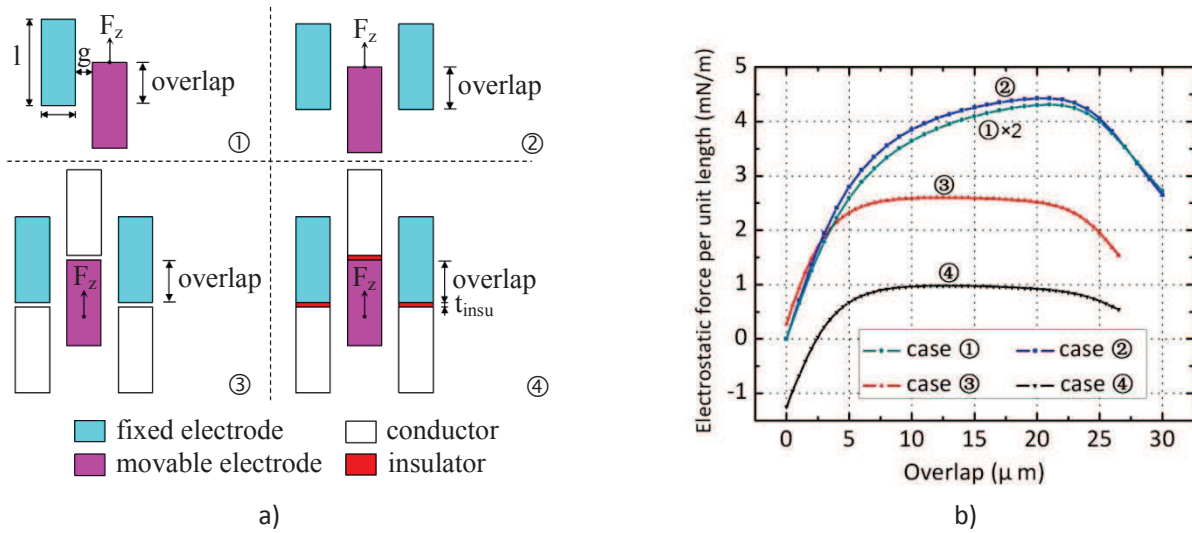 F_z
l
g
overlap
①
F_z
overlap
②
F_z
overlap
③
F_z
overlap
t_insu
④
fixed electrode
conductor
movable electrode
insulator
a)
Electrostatic force per unit length (mN/m)
5
4
3
2
1
0
-1
②
①×2
③
④
case ①
case ②
case ③
case ④
0 5 10 15 20 25 30
Overlap (μ m)
b)